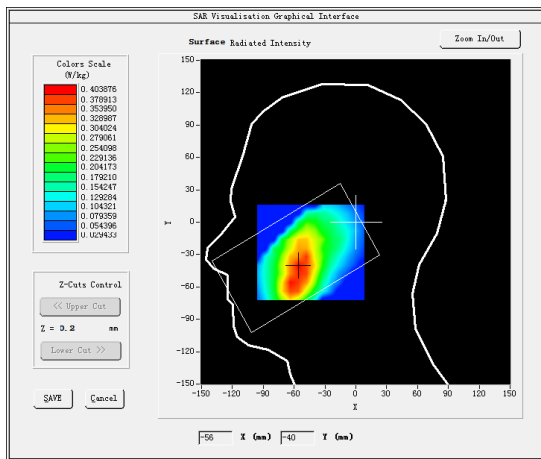 SAR Visualization Graphical Interface
Surface Radiated Intensity
Zoom In/Out
Colors Scale
(W/kg)
0.403876
0.378913
0.353950
0.328987
0.304024
0.279061
0.254098
0.229136
0.204173
0.179210
0.154247
0.129284
0.104321
0.079359
0.054396
0.029433
Z-Cuts Control
<< Upper Cut
Z = 3.2 mm
Lower Cut >>
SAVE
Cancel
150
120
90
60
30
0
-30
-60
-90
-120
-150
Y
-150 -120 -90 -60 -30 0 30 60 90 120 150
X
-56 X (mm) -40 Y (mm)